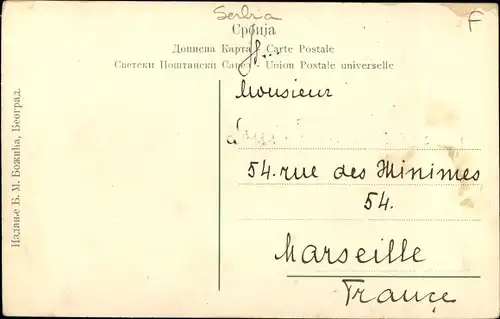 Serbia
F
Србија
Дописна Карта - Carte Postale
Светски Поштански Савез - Union Postale universelle
Издање Б. М. Божића, Београд.
Monsieur
54. rue des Minimes
54.
Marseille
France